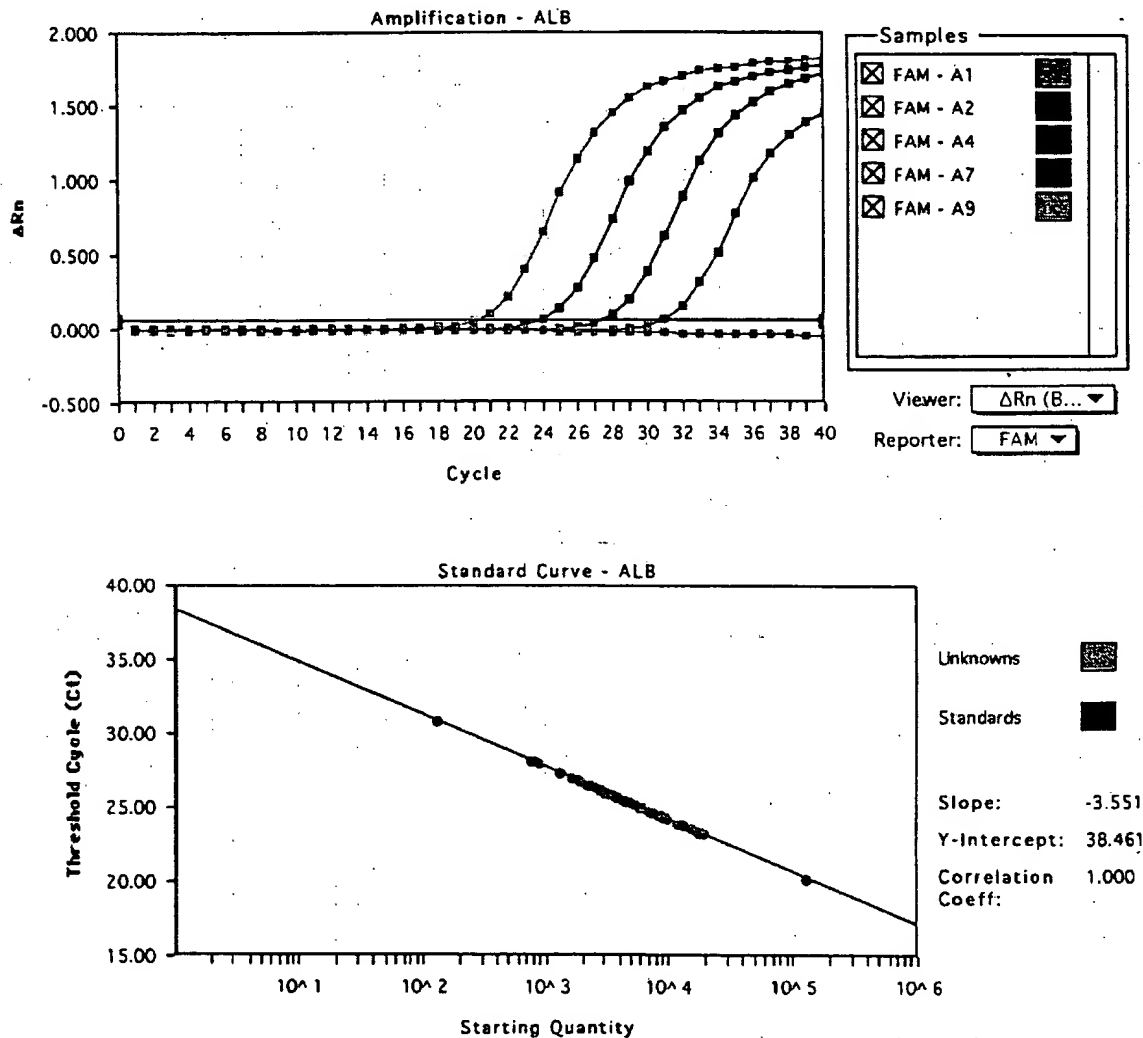 Amplification - ALB
2.000
1.500
1.000
0.500
0.000
-0.500
ΔRn
0 2 4 6 8 10 12 14 16 18 20 22 24 26 28 30 32 34 36 38 40
Cycle
Samples
FAM - A1
FAM - A2
FAM - A4
FAM - A7
FAM - A9
Viewer: ΔRn (B...
Reporter: FAM
Standard Curve - ALB
40.00
35.00
30.00
25.00
20.00
15.00
Threshold Cycle (Ct)
10^1 10^2 10^3 10^4 10^5 10^6
Starting Quantity
Unknowns
Standards
Slope: -3.551
Y-Intercept: 38.461
Correlation 1.000
Coeff: